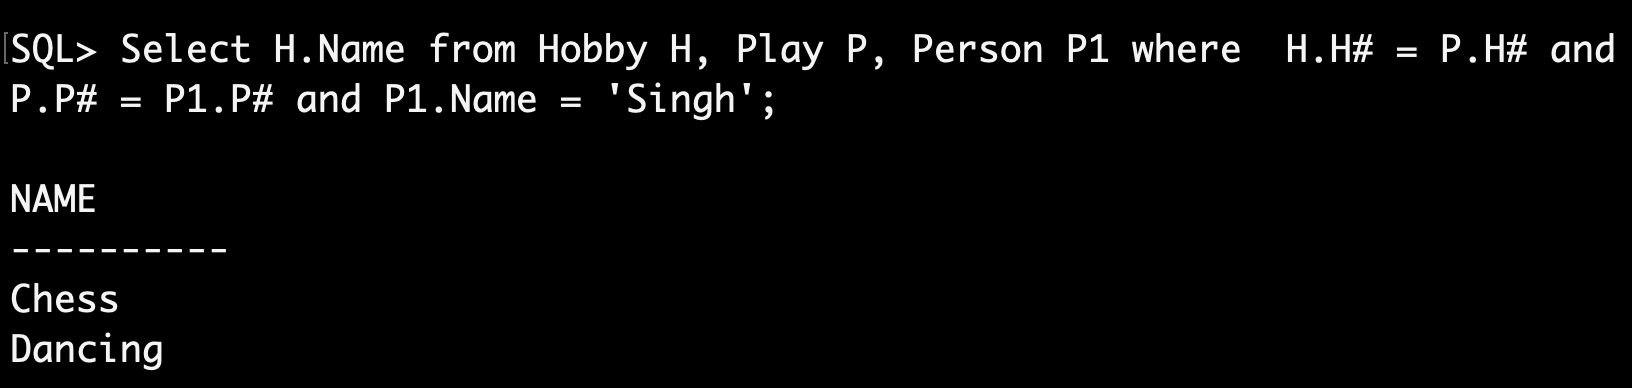 SQL> Select H.Name from Hobby H, Play P, Person P1 where  H.H# = P.H# and
P.P# = P1.P# and P1.Name = 'Singh';
NAME
----------
Chess
Dancing